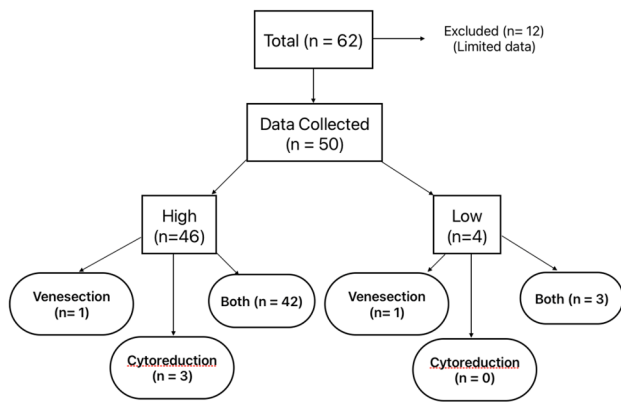 Total (n = 62)
Excluded (n= 12)
(Limited data)
Data Collected
(n = 50)
High
(n=46)
Low
(n=4)
Venesection
(n= 1)
Both (n = 42)
Venesection
(n= 1)
Both (n = 3)
Cytoreduction
(n = 3)
Cytoreduction
(n = 0)